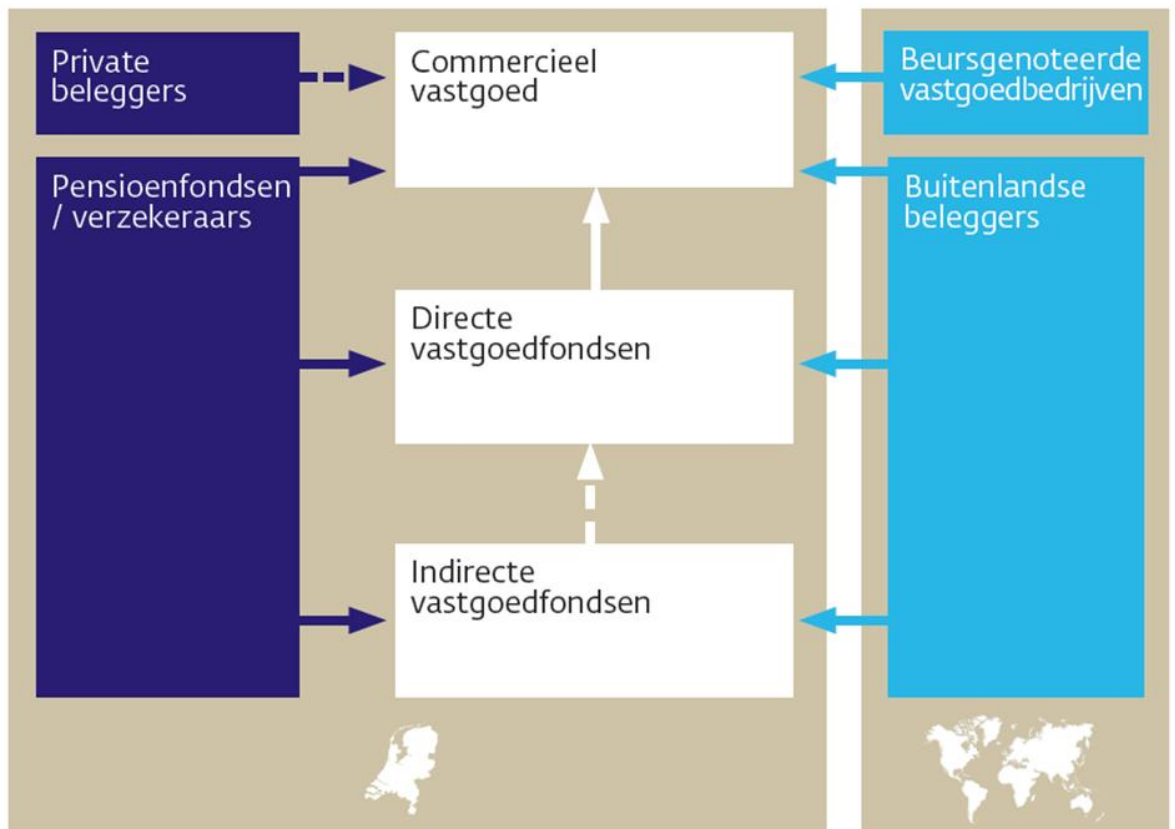 Private
beleggers
Commercieel
vastgoed
Beursgenoteerde
vastgoedbedrijven
Pensioenfondsen
/ verzekeraars
Buitenlandse
beleggers
Directe
vastgoedfondsen
Indirecte
vastgoedfondsen